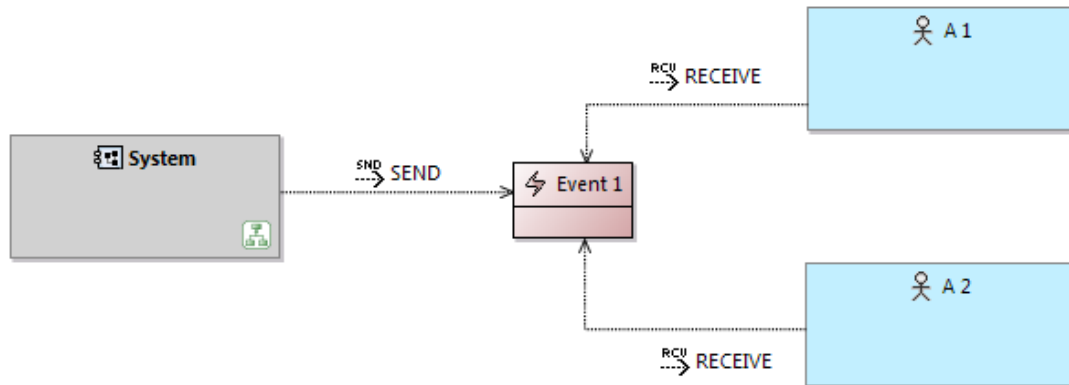 A 1
RCV RECEIVE
System
SND SEND
Event 1
A 2
RCV RECEIVE